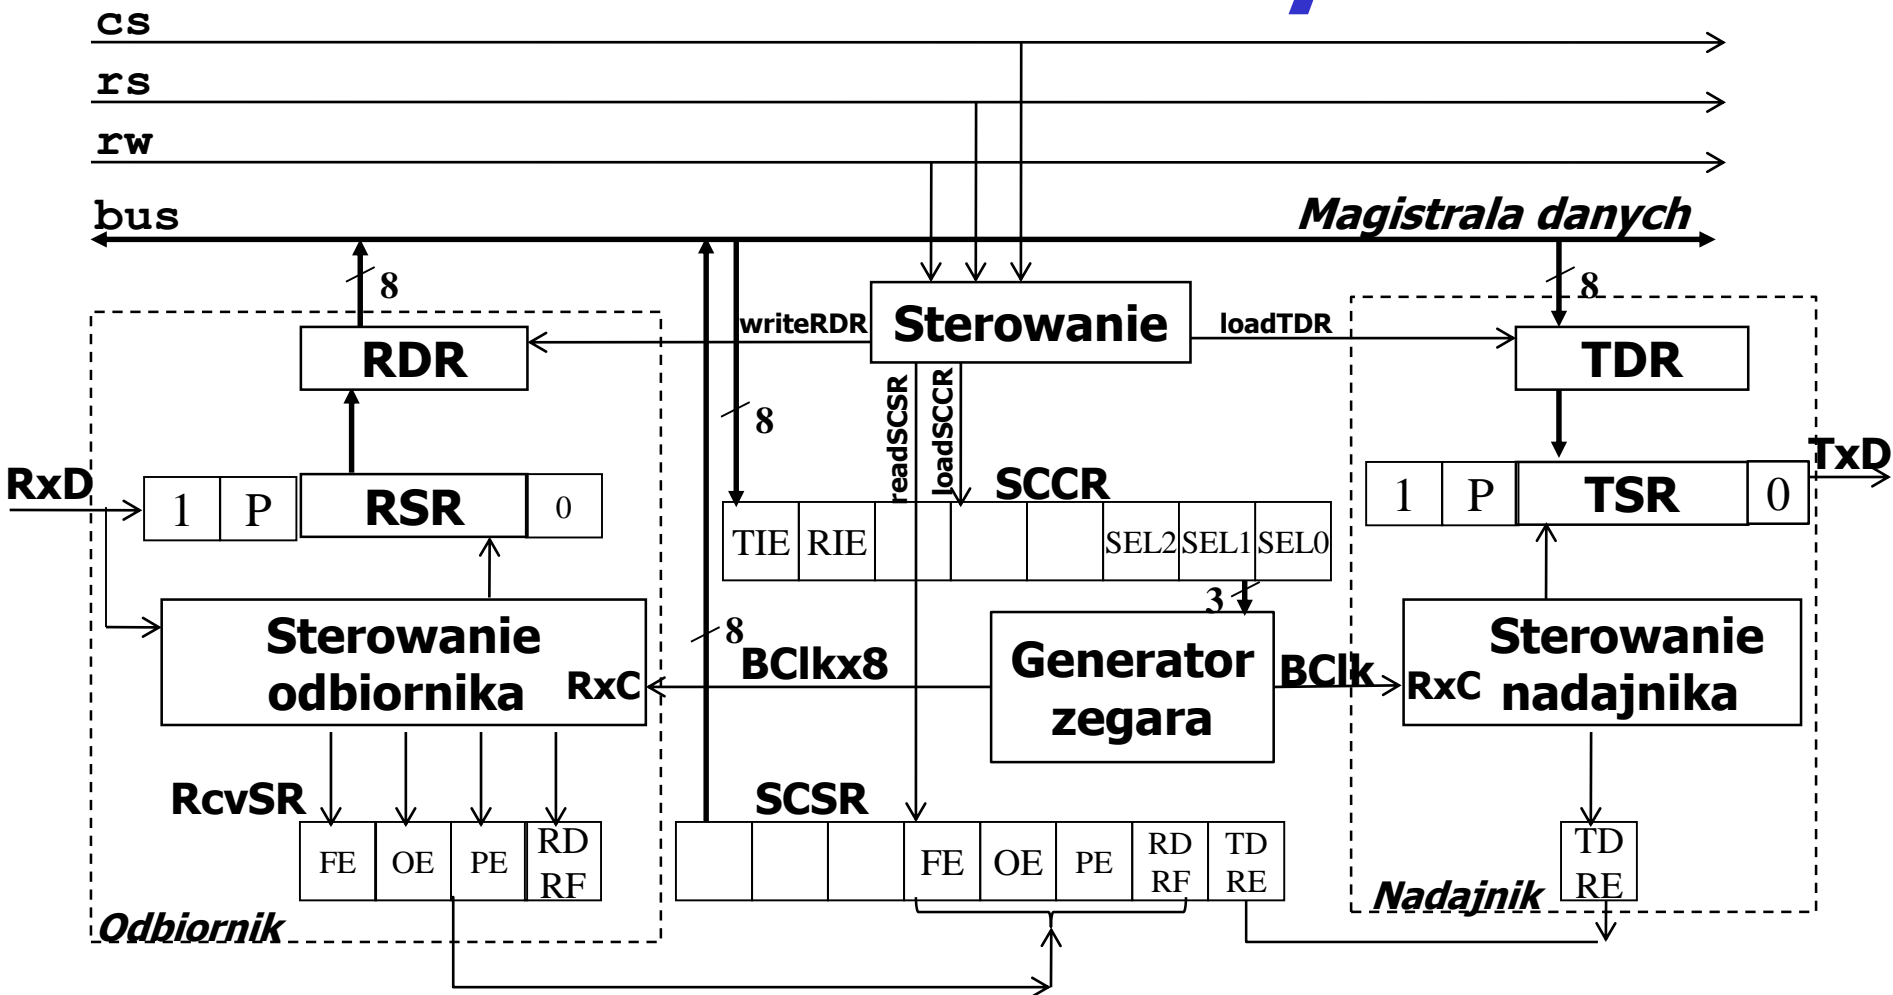 cs
rs
rw
bus
Magistrala danych
8
8
writeRDR
Sterowanie
loadTDR
RDR
TDR
readSCSR
loadSCCR
8
RxD
1 P RSR 0
SCCR
1 P TSR 0
TxD
TIE RIE SEL2 SEL1 SEL0
3
8
Sterowanie
odbiornika
RxC
BClkx8
Generator
zegara
BClk
RxC
Sterowanie
nadajnika
RcvSR
SCSR
FE OE PE RD
RF
FE OE PE RD TD
RF RE
TD
RE
Odbiornik
Nadajnik